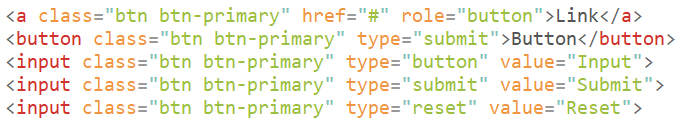 <a class="btn btn-primary" href="#" role="button">Link</a>
<button class="btn btn-primary" type="submit">Button</button>
<input class="btn btn-primary" type="button" value="Input">
<input class="btn btn-primary" type="submit" value="Submit">
<input class="btn btn-primary" type="reset" value="Reset">